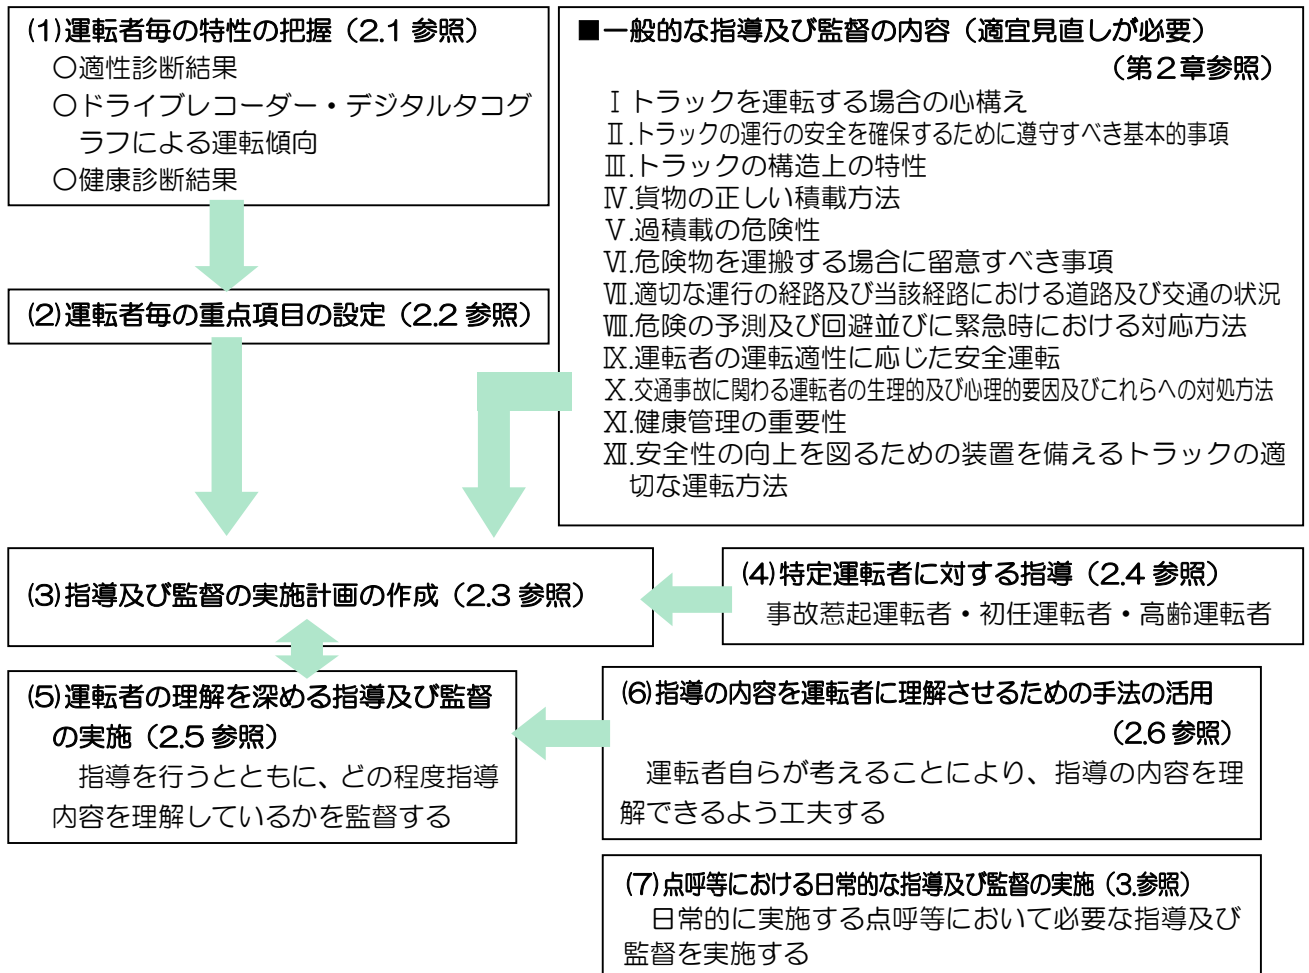 (1)運転者毎の特性の把握（2.1 参照）
○適性診断結果
○ドライブレコーダー・デジタルタコグ
ラフによる運転傾向
○健康診断結果
■一般的な指導及び監督の内容（適宜見直しが必要）
（第２章参照）
Ⅰトラックを運転する場合の心構え
Ⅱ.トラックの運行の安全を確保するために遵守すべき基本的事項
Ⅲ.トラックの構造上の特性
Ⅳ.貨物の正しい積載方法
Ⅴ.過積載の危険性
Ⅵ.危険物を運搬する場合に留意すべき事項
Ⅶ.適切な運行の経路及び当該経路における道路及び交通の状況
Ⅷ.危険の予測及び回避並びに緊急時における対応方法
Ⅸ.運転者の運転適性に応じた安全運転
Ⅹ.交通事故に関わる運転者の生理的及び心理的要因及びこれらへの対処方法
Ⅺ.健康管理の重要性
Ⅻ.安全性の向上を図るための装置を備えるトラックの適
切な運転方法
(2)運転者毎の重点項目の設定（2.2 参照）
(3)指導及び監督の実施計画の作成（2.3 参照）
(4)特定運転者に対する指導（2.4 参照）
事故惹起運転者・初任運転者・高齢運転者
(5)運転者の理解を深める指導及び監督
の実施（2.5 参照）
指導を行うとともに、どの程度指導
内容を理解しているかを監督する
(6)指導の内容を運転者に理解させるための手法の活用
（2.6 参照）
運転者自らが考えることにより、指導の内容を理
解できるよう工夫する
(7)点呼等における日常的な指導及び監督の実施（3.参照）
日常的に実施する点呼等において必要な指導及び
監督を実施する